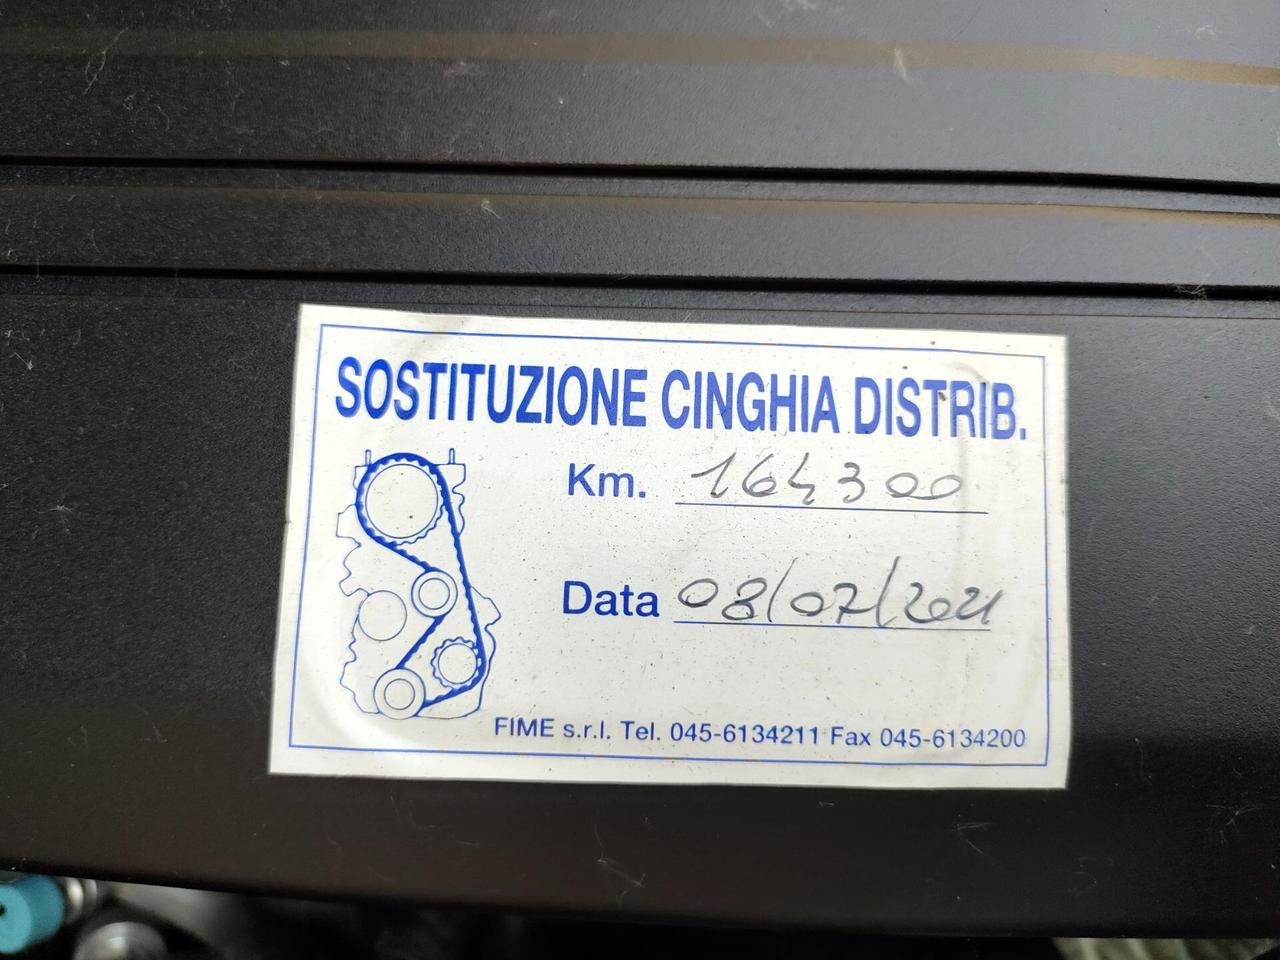 SOSTITUZIONE CINGHIA DISTRIB.
Km. 164300
Data 08/07/2021
FIME s.r.l. Tel. 045-6134211 Fax 045-6134200